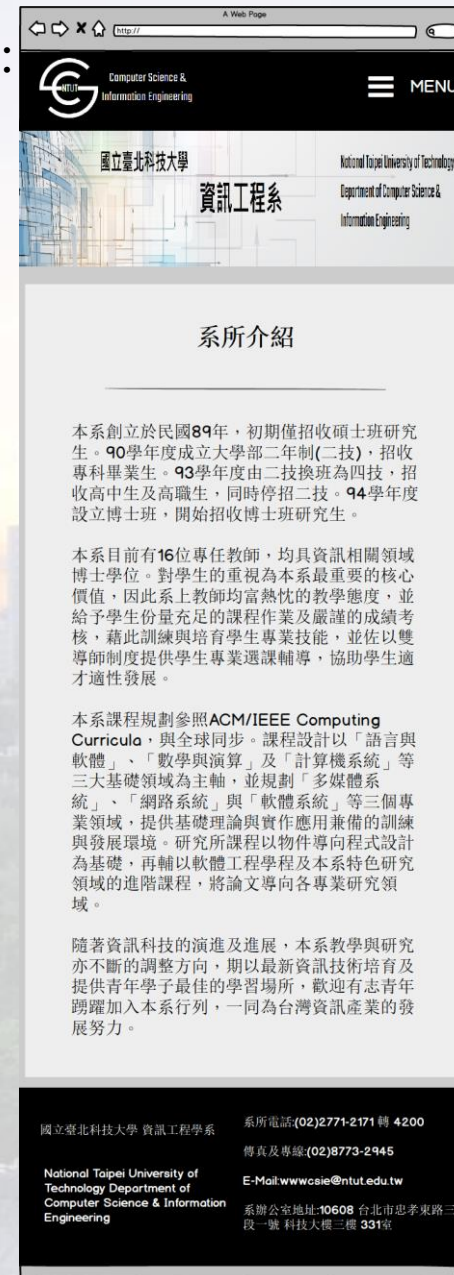 A Web Page
http://
NTUT
Computer Science &
Information Engineering
MENU
國立臺北科技大學
資訊工程系
National Taipei University of Technology
Department of Computer Science &
Information Engineering
系所介紹
本系創立於民國89年，初期僅招收碩士班研究
生。90學年度成立大學部二年制(二技)，招收
專科畢業生。93學年度由二技換班為四技，招
收高中生及高職生，同時停招二技。94學年度
設立博士班，開始招收博士班研究生。
本系目前有16位專任教師，均具資訊相關領域
博士學位。對學生的重視為本系最重要的核心
價值，因此系上教師均富熱忱的教學態度，並
給予學生份量充足的課程作業及嚴謹的成績考
核，藉此訓練與培育學生專業技能，並佐以雙
導師制度提供學生專業選課輔導，協助學生適
才適性發展。
本系課程規劃參照ACM/IEEE Computing
Curricula，與全球同步。課程設計以「語言與
軟體」、「數學與演算」及「計算機系統」等
三大基礎領域為主軸，並規劃「多媒體系
統」、「網路系統」與「軟體系統」等三個專
業領域，提供基礎理論與實作應用兼備的訓練
與發展環境。研究所課程以物件導向程式設計
為基礎，再輔以軟體工程學程及本系特色研究
領域的進階課程，將論文導向各專業研究領
域。
隨著資訊科技的演進及進展，本系教學與研究
亦不斷的調整方向，期以最新資訊技術培育及
提供青年學子最佳的學習場所，歡迎有志青年
踴躍加入本系行列，一同為台灣資訊產業的發
展努力。
國立臺北科技大學 資訊工程學系
National Taipei University of
Technology Department of
Computer Science & Information
Engineering
系所電話:(02)2771-2171 轉 4200
傳真及專線:(02)8773-2945
E-Mail:wwwcsie@ntut.edu.tw
系辦公室地址:10608 台北市忠孝東路三
段一號 科技大樓三樓 331室